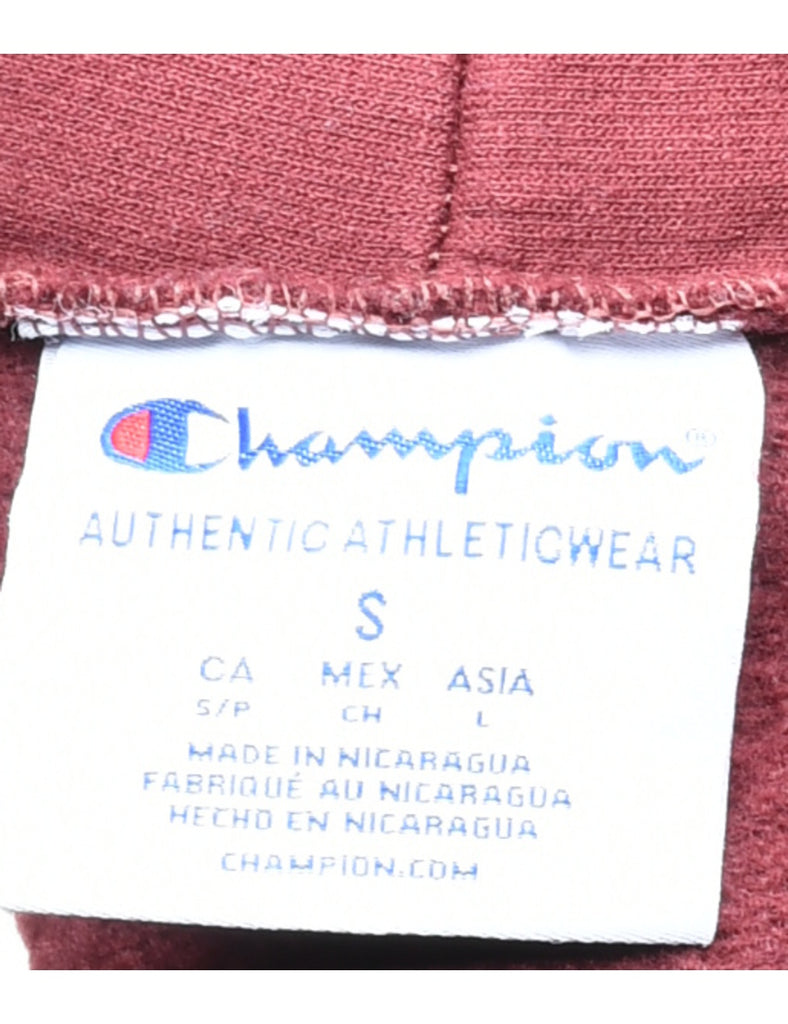 Champion®
AUTHENTIC ATHLETICWEAR
S
CA MEX ASIA
S/P CH L
MADE IN NICARAGUA
FABRIQUÉ AU NICARAGUA
HECHO EN NICARAGUA
CHAMPION.COM